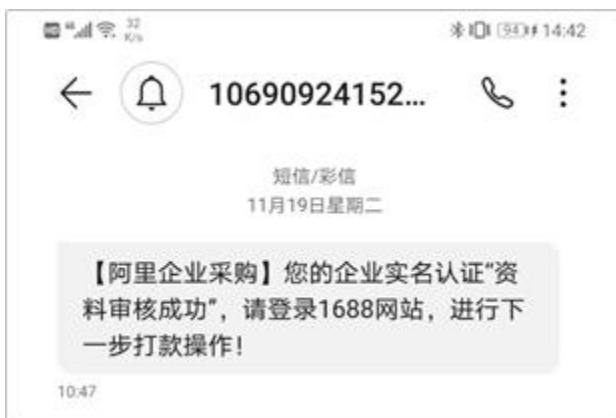 32
K/s
94 14:42
10690924152...
短信/彩信
11月19日星期二
【阿里企业采购】您的企业实名认证“资
料审核成功”，请登录1688网站，进行下
一步打款操作！
10:47